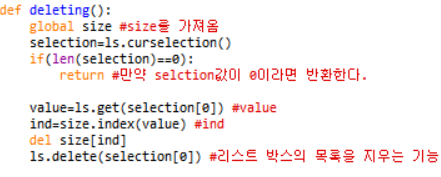 def deleting():
    global size #size를 가져옴
    selection=ls.curselection()
    if(len(selection)==0):
        return #만약 selction값이 0이라면 반환한다.

    value=ls.get(selection[0]) #value
    ind=size.index(value) #ind
    del size[ind]
    ls.delete(selection[0]) #리스트 박스의 목록을 지우는 기능